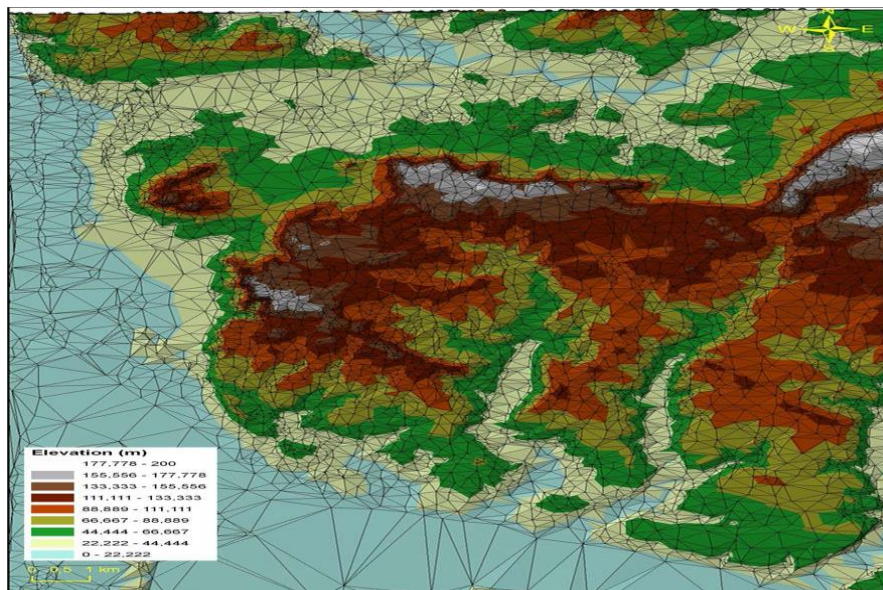 W E
Elevation (m)
177,778 - 200
155,556 - 177,778
133,333 - 155,556
111,111 - 133,333
88,889 - 111,111
66,667 - 88,889
44,444 - 66,667
22,222 - 44,444
0 - 22,222
0 0,5 1 km